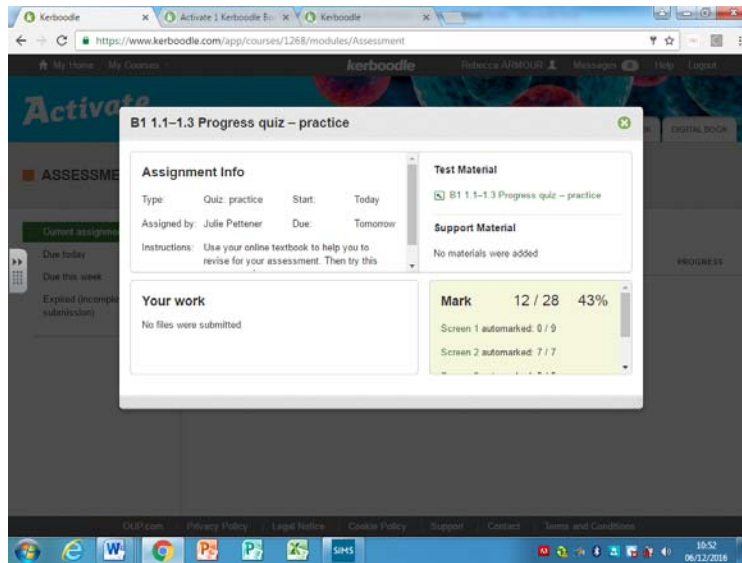 Kerboodle
Activate 1 Kerboodle Bo
Kerboodle
https://www.kerboodle.com/app/courses/1268/modules/Assessment
My Home
My Courses
kerboodle
Rebecca ARMOUR
Messages
Help
Logout
Activate
DIGITAL BOOK
B1 1.1–1.3 Progress quiz – practice
ASSESSME
Assignment Info
Type: Quiz: practice Start: Today
Assigned by: Julie Pettener Due: Tomorrow
Instructions: Use your online textbook to help you to
revise for your assessment. Then try this
Test Material
B1 1.1–1.3 Progress quiz – practice
Support Material
No materials were added
Current assignme
Due today
Due this week
Expired (incomple
submission)
PROGRESS
Your work
No files were submitted
Mark 12 / 28 43%
Screen 1 automarked: 0 / 9
Screen 2 automarked: 7 / 7
OUP.com Privacy Policy Legal Notice Cookie Policy Support Contact Terms and Conditions
SIMS
10:52
06/12/2016